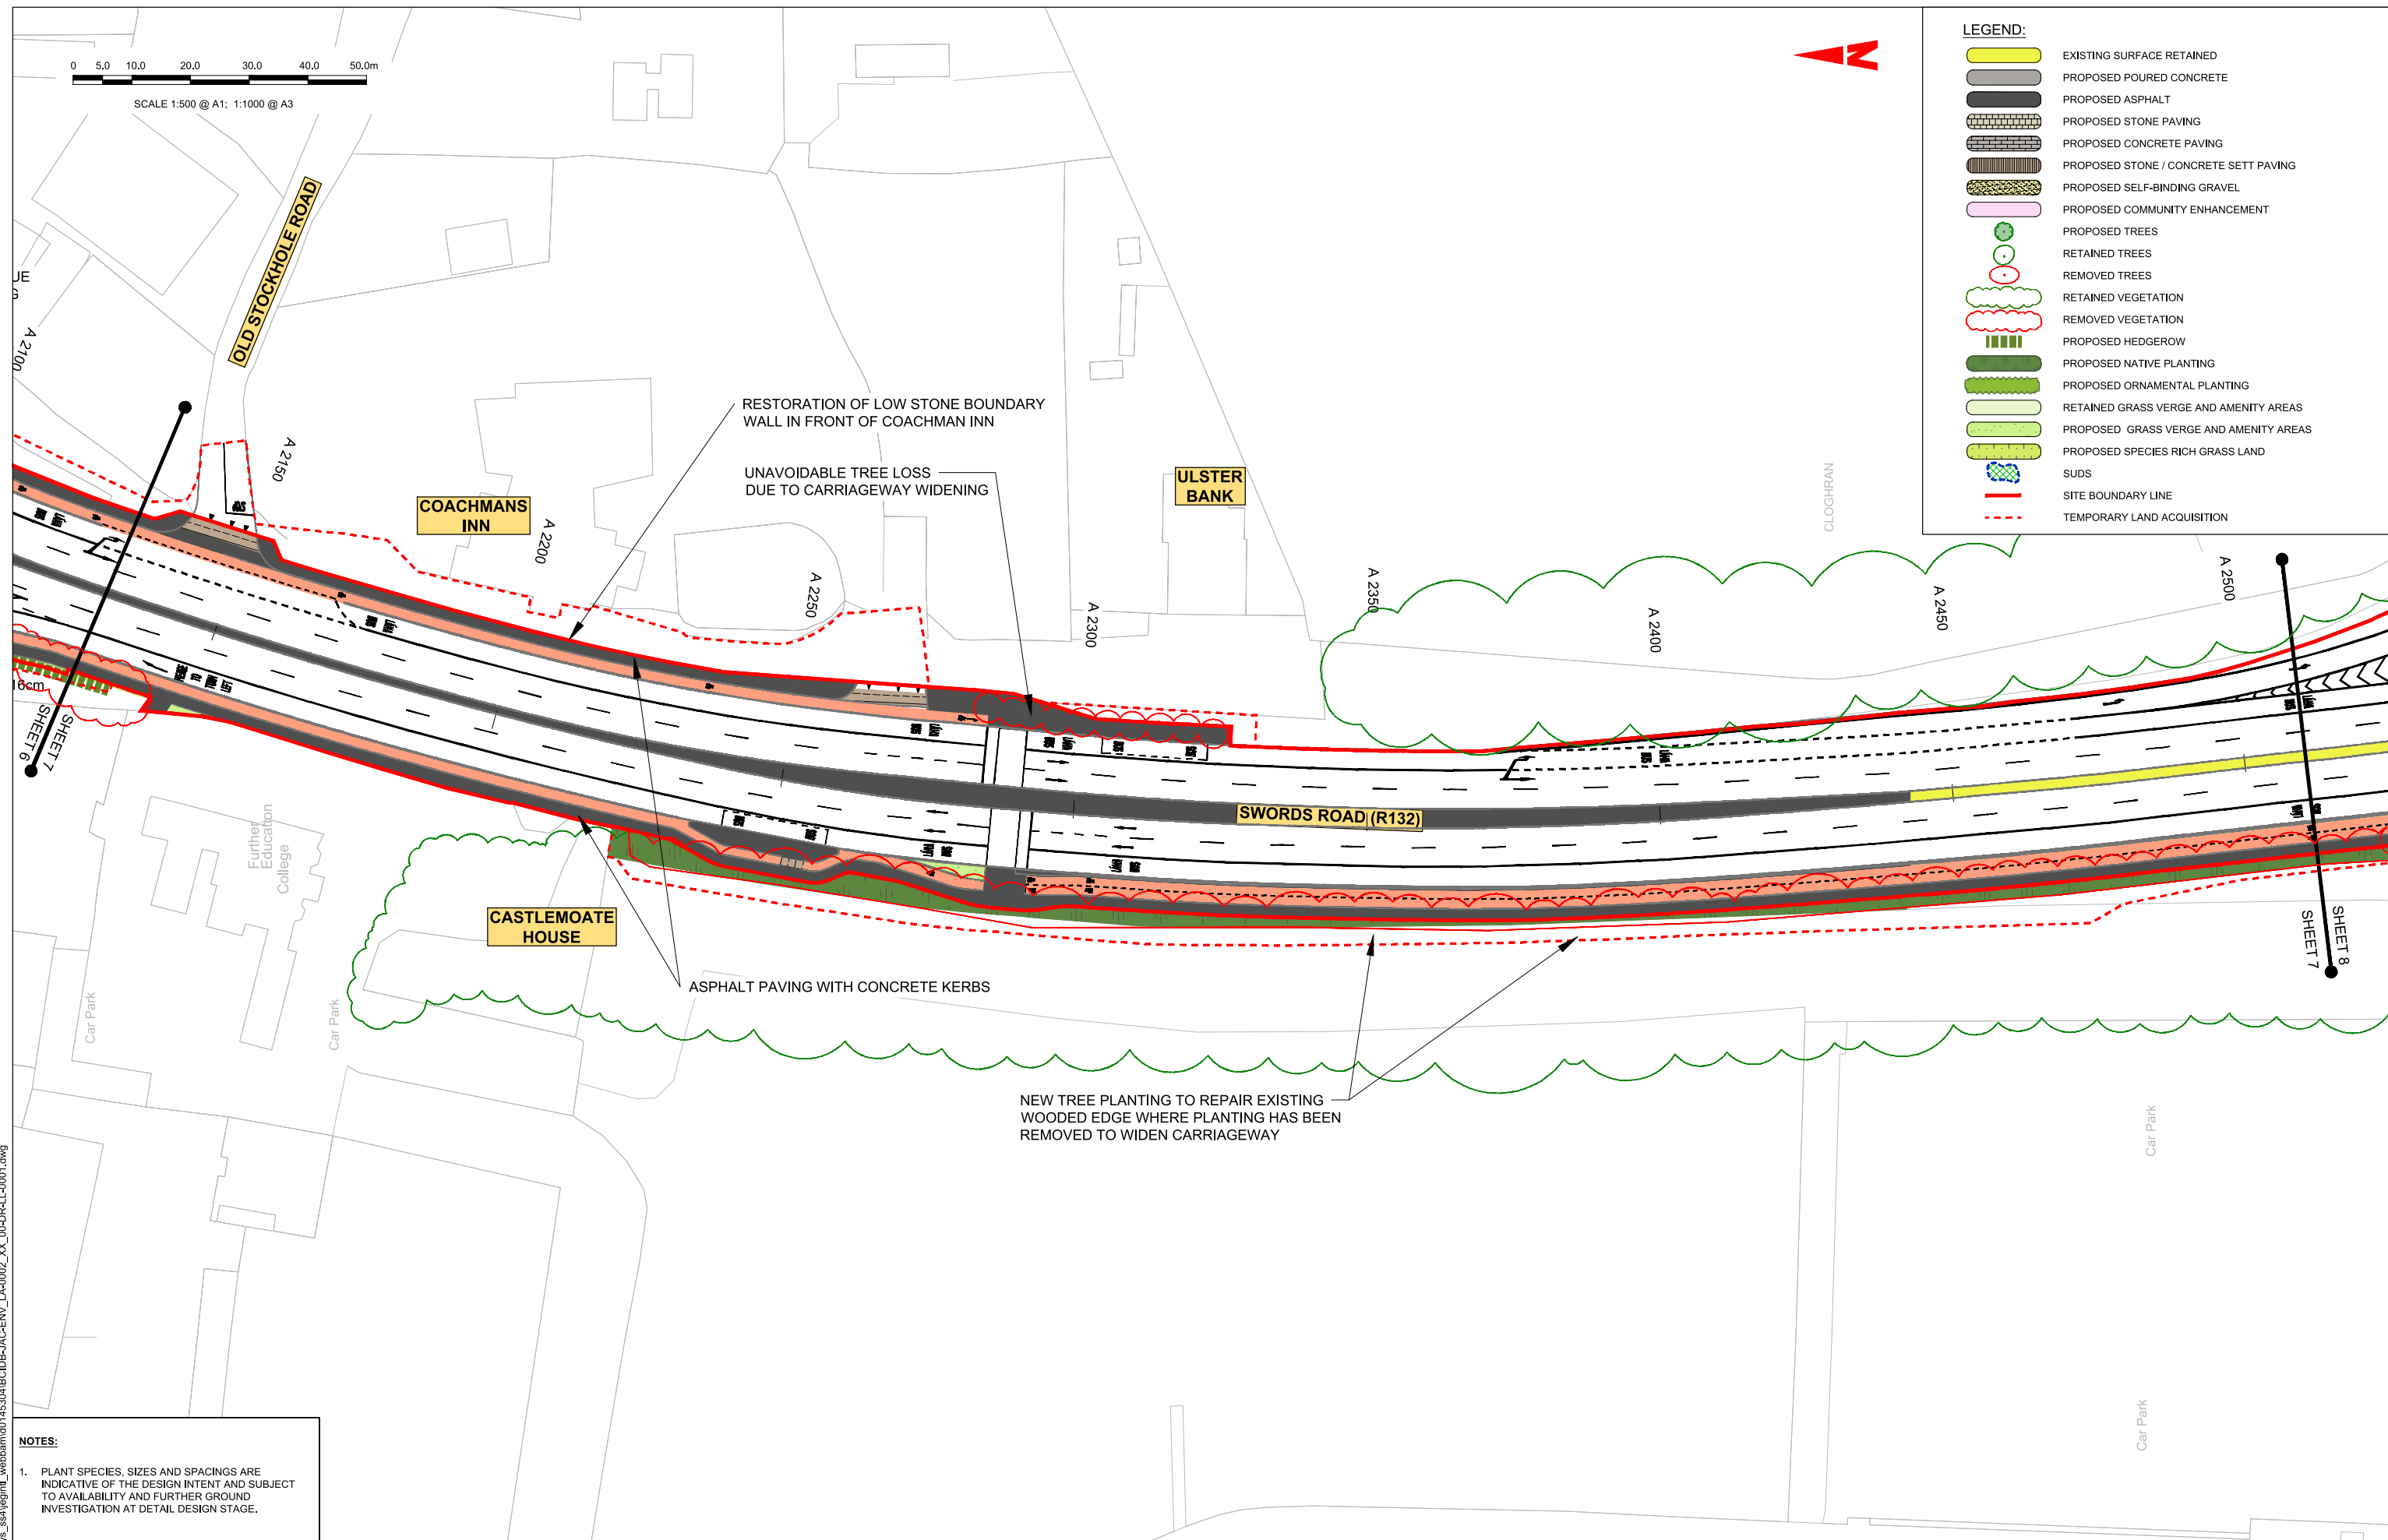 0 5.0 10.0 20.0 30.0 40.0 50.0m
SCALE 1:500 @ A1; 1:1000 @ A3
N
LEGEND:
EXISTING SURFACE RETAINED
PROPOSED POURED CONCRETE
PROPOSED ASPHALT
PROPOSED STONE PAVING
PROPOSED CONCRETE PAVING
PROPOSED STONE / CONCRETE SETT PAVING
PROPOSED SELF-BINDING GRAVEL
PROPOSED COMMUNITY ENHANCEMENT
PROPOSED TREES
RETAINED TREES
REMOVED TREES
RETAINED VEGETATION
REMOVED VEGETATION
PROPOSED HEDGEROW
PROPOSED NATIVE PLANTING
PROPOSED ORNAMENTAL PLANTING
RETAINED GRASS VERGE AND AMENITY AREAS
PROPOSED GRASS VERGE AND AMENITY AREAS
PROPOSED SPECIES RICH GRASS LAND
SUDS
SITE BOUNDARY LINE
TEMPORARY LAND ACQUISITION
OLD STOCKHOLE ROAD
A 2100
A 2150
A 2200
A 2250
A 2300
A 2350
A 2400
A 2450
A 2500
COACHMANS
INN
RESTORATION OF LOW STONE BOUNDARY
WALL IN FRONT OF COACHMAN INN
UNAVOIDABLE TREE LOSS
DUE TO CARRIAGEWAY WIDENING
ULSTER
BANK
CLOGHRAN
STOP
BUS
LANA
16cm
SHEET 6
SHEET 7
SWORDS ROAD (R132)
Further
Education
College
CASTLEMOATE
HOUSE
ASPHALT PAVING WITH CONCRETE KERBS
SHEET 8
SHEET 7
Car Park
Car Park
NEW TREE PLANTING TO REPAIR EXISTING
WOODED EDGE WHERE PLANTING HAS BEEN
REMOVED TO WIDEN CARRIAGEWAY
Car Park
Car Park
NOTES:
1. PLANT SPECIES, SIZES AND SPACINGS ARE
INDICATIVE OF THE DESIGN INTENT AND SUBJECT
TO AVAILABILITY AND FURTHER GROUND
INVESTIGATION AT DETAIL DESIGN STAGE.